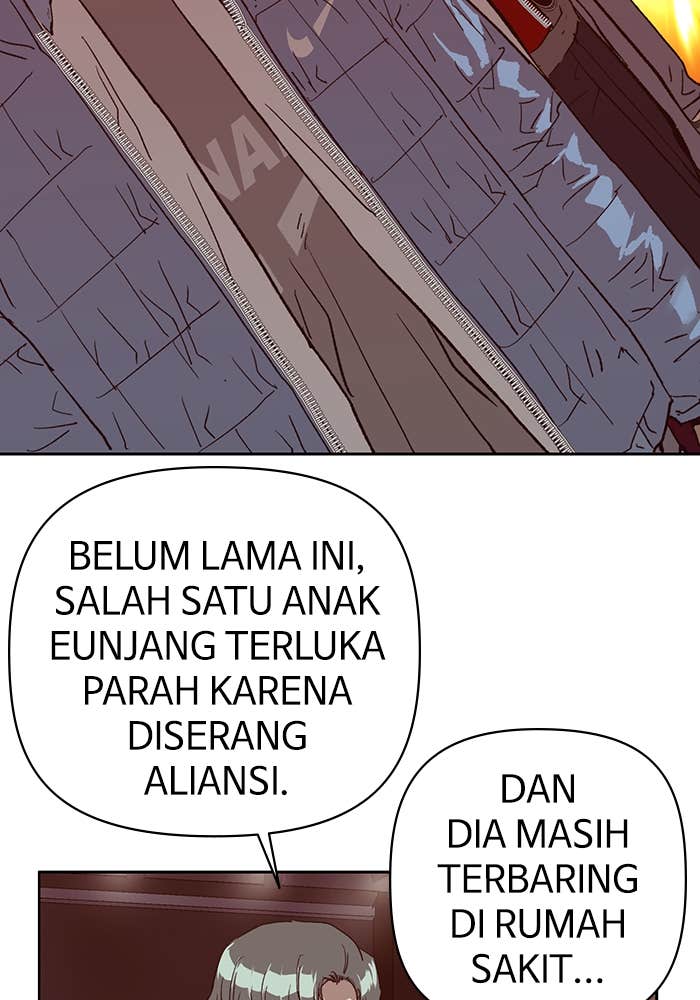 BELUM LAMA INI,
SALAH SATU ANAK
EUNJANG TERLUKA
PARAH KARENA
DISERANG
ALIANSI.
DAN
DIA MASIH
TERBARING
DI RUMAH
SAKIT...